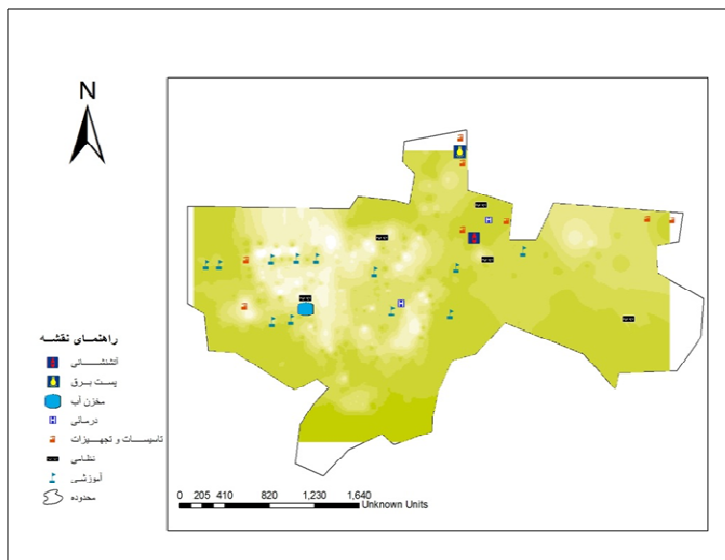 N
راهنمای نقشه
آتشنشانی
پست برق
مخزن آب
درمانی
تاسیسات و تجهیزات
نظامی
آموزشی
محدوده
0 205 410 820 1,230 1,640
Unknown Units